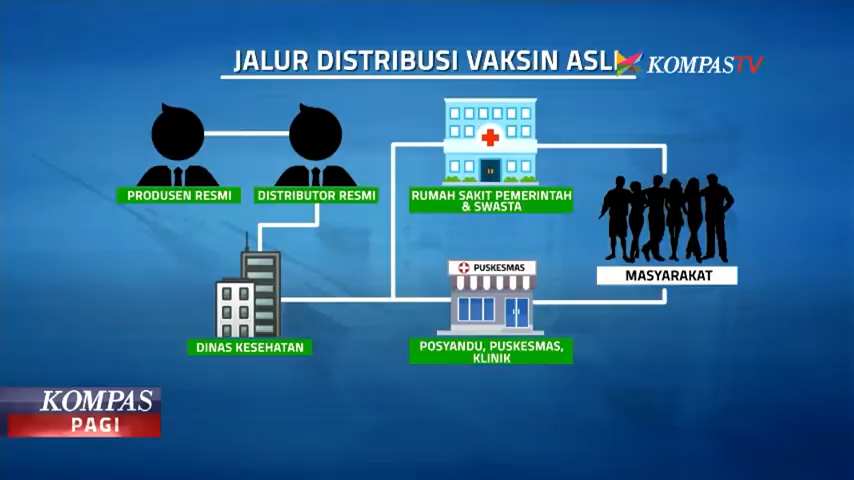 JALUR DISTRIBUSI VAKSIN ASLI
KOMPASTV
PRODUSEN RESMI
DISTRIBUTOR RESMI
RUMAH SAKIT PEMERINTAH
& SWASTA
MASYARAKAT
PUSKESMAS
DINAS KESEHATAN
POSYANDU, PUSKESMAS,
KLINIK
KOMPAS
PAGI